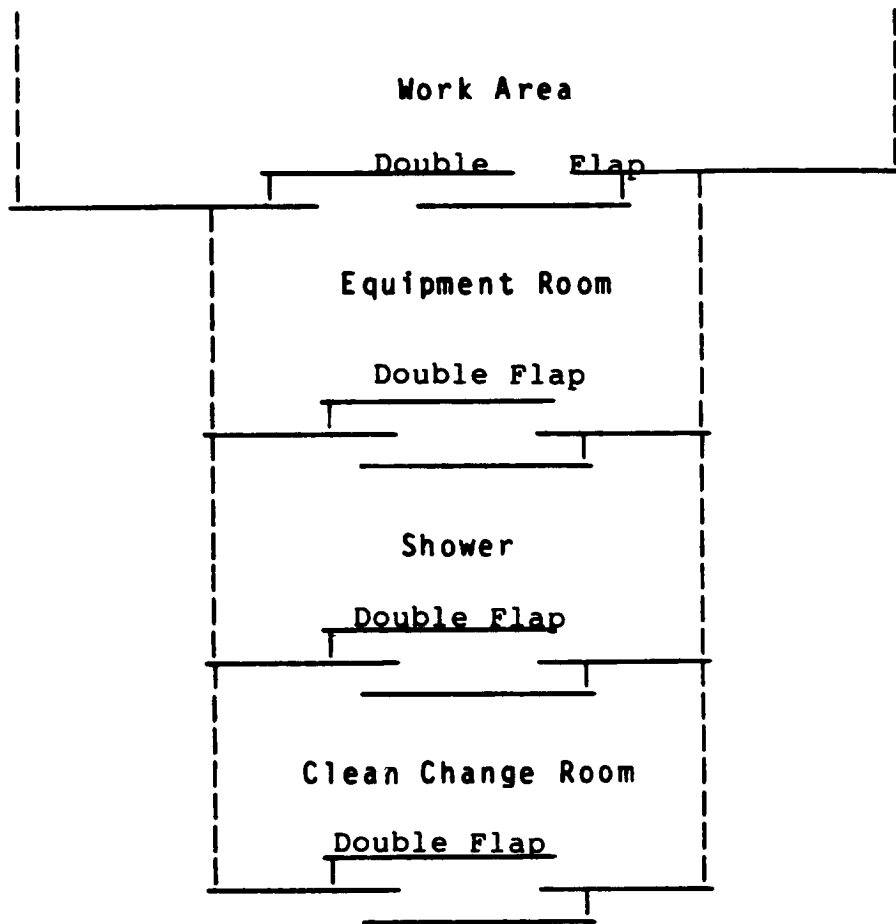 Work Area
Double Flap
Equipment Room
Double Flap
Shower
Double Flap
Clean Change Room
Double Flap